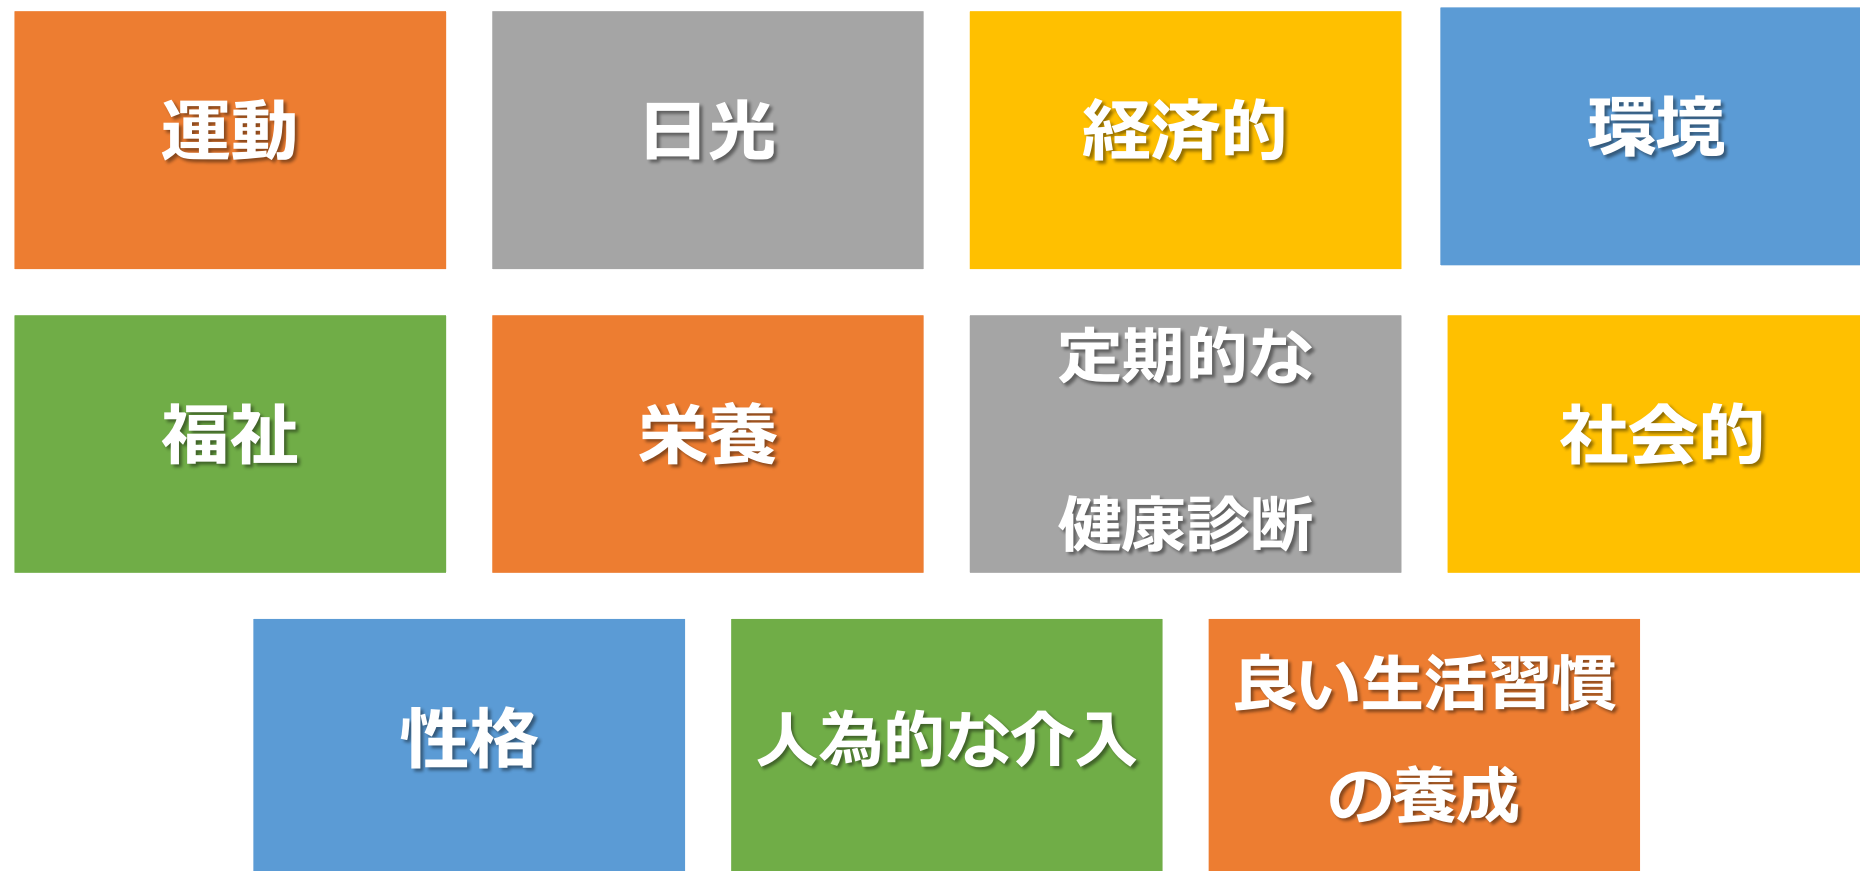 運動
日光
経済的
環境
福祉
栄養
定期的な
健康診断
社会的
性格
人為的な介入
良い生活習慣
の養成